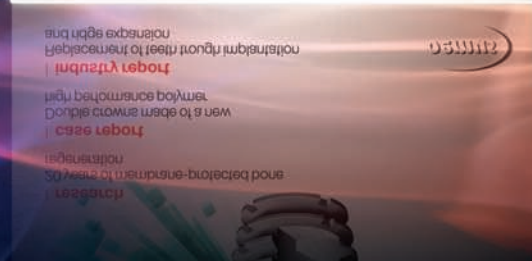 | research
20 years of membrane-protected bone
regeneration
| case report
Double crowns made of a new
high performance polymer
| industry report
Replacement of teeth trough implantation
and ridge expansion
oemus